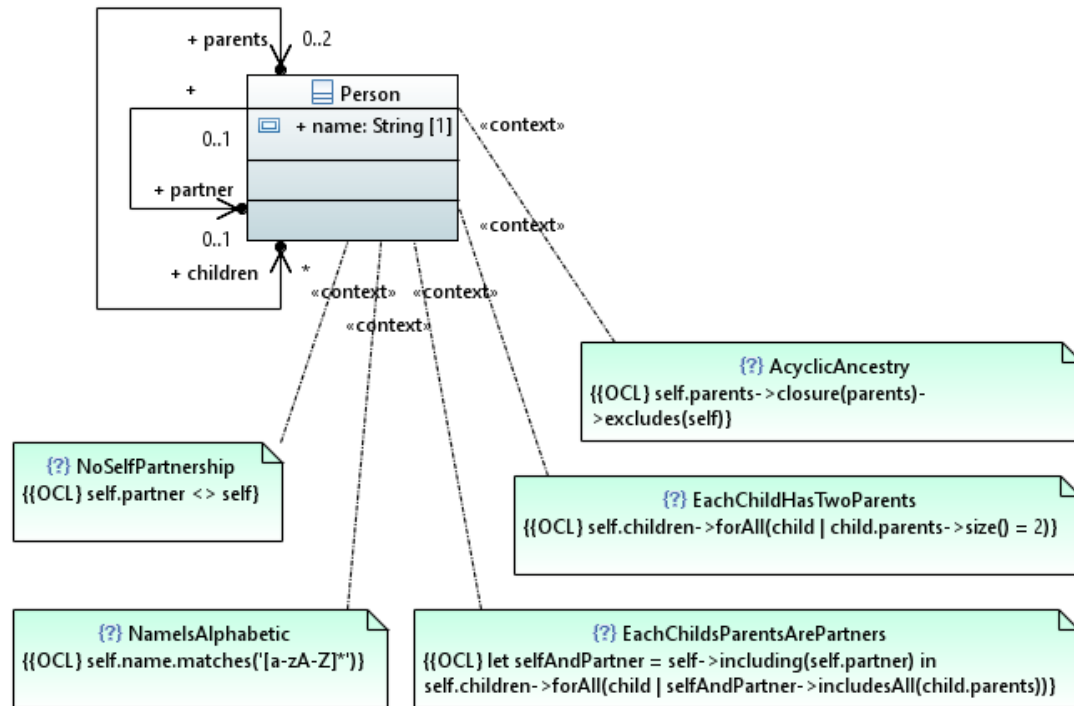 + parents 0..2
+
Person
+ name: String [1]
«context»
0..1
+ partner
«context»
0..1
+ children *
«context» «context»
«context»
{?} AcyclicAncestry
{{OCL} self.parents->closure(parents)-
>excludes(self)}
{?} NoSelfPartnership
{{OCL} self.partner <> self}
{?} EachChildHasTwoParents
{{OCL} self.children->forAll(child | child.parents->size() = 2)}
{?} NameIsAlphabetic
{{OCL} self.name.matches('[a-zA-Z]*')}
{?} EachChildsParentsArePartners
{{OCL} let selfAndPartner = self->including(self.partner) in
self.children->forAll(child | selfAndPartner->includesAll(child.parents))}